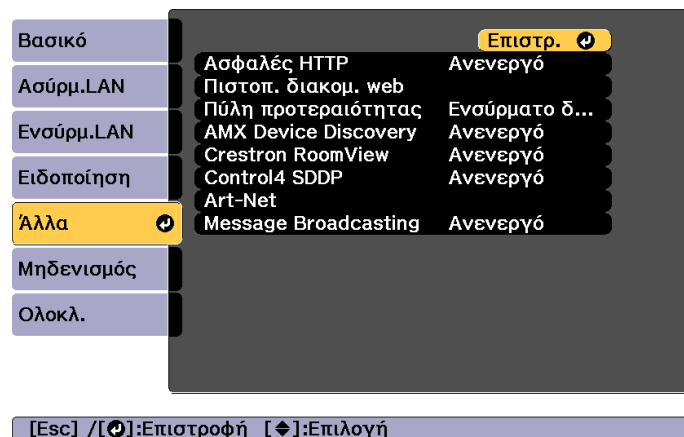 Βασικό
Ασύρμ.LAN
Ενσύρμ.LAN
Ειδοποίηση
Άλλα
Μηδενισμός
Ολοκλ.
Επιστρ.
Ασφαλές HTTP Ανενεργό
Πιστοπ. διακομ. web
Πύλη προτεραιότητας Ενσύρματο δ...
AMX Device Discovery Ανενεργό
Crestron RoomView Ανενεργό
Control4 SDDP Ανενεργό
Art-Net
Message Broadcasting Ανενεργό
[Esc] /[⏎]:Επιστροφή [◆]:Επιλογή